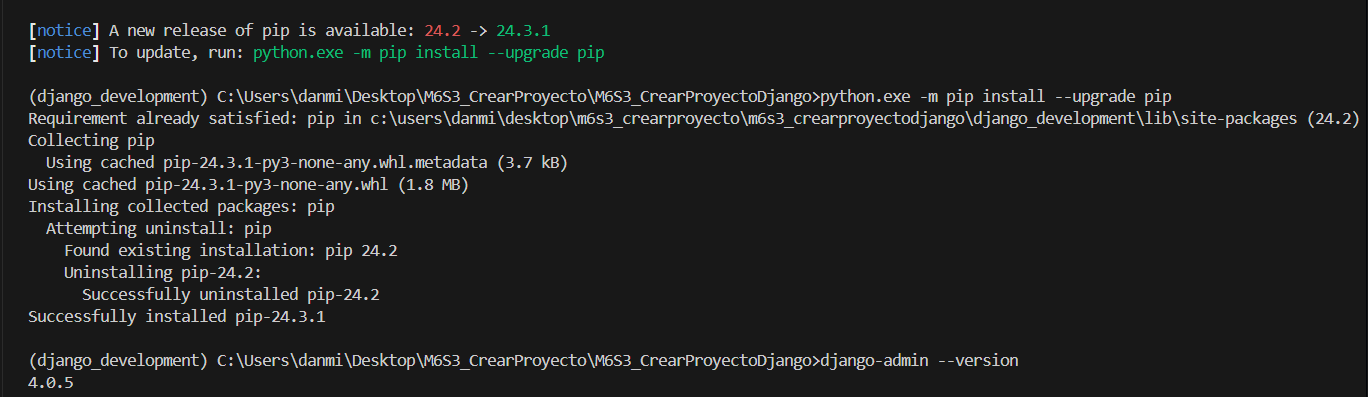 [notice] A new release of pip is available: 24.2 -> 24.3.1
[notice] To update, run: python.exe -m pip install --upgrade pip
(django_development) C:\Users\danmi\Desktop\M6S3_CrearProyecto\M6S3_CrearProyectoDjango>python.exe -m pip install --upgrade pip
Requirement already satisfied: pip in c:\users\danmi\desktop\m6s3_crearproyecto\m6s3_crearproyectodjango\django_development\lib\site-packages (24.2)
Collecting pip
  Using cached pip-24.3.1-py3-none-any.whl.metadata (3.7 kB)
Using cached pip-24.3.1-py3-none-any.whl (1.8 MB)
Installing collected packages: pip
  Attempting uninstall: pip
    Found existing installation: pip 24.2
    Uninstalling pip-24.2:
      Successfully uninstalled pip-24.2
Successfully installed pip-24.3.1
(django_development) C:\Users\danmi\Desktop\M6S3_CrearProyecto\M6S3_CrearProyectoDjango>django-admin --version
4.0.5